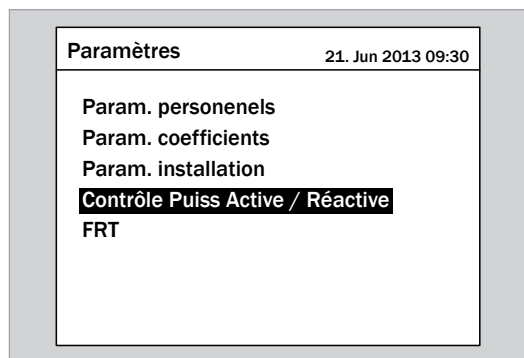 Paramètres
21. Jun 2013 09:30
Param. personenels
Param. coefficients
Param. installation
Contrôle Puiss Active / Réactive
FRT